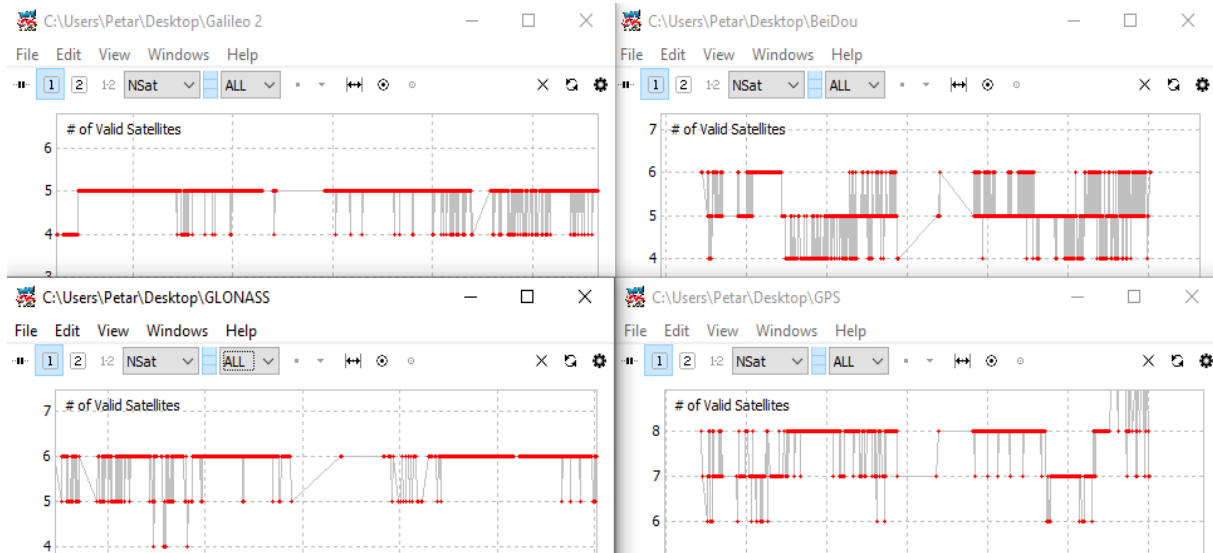 C:\Users\Petar\Desktop\Galileo 2
File Edit View Windows Help
1 2 1-2 NSat ALL
# of Valid Satellites
6
5
4
3
C:\Users\Petar\Desktop\BeiDou
File Edit View Windows Help
1 2 1-2 NSat ALL
# of Valid Satellites
7
6
5
4
C:\Users\Petar\Desktop\GLONASS
File Edit View Windows Help
1 2 1-2 NSat ALL
# of Valid Satellites
7
6
5
4
C:\Users\Petar\Desktop\GPS
File Edit View Windows Help
1 2 1-2 NSat ALL
# of Valid Satellites
8
7
6